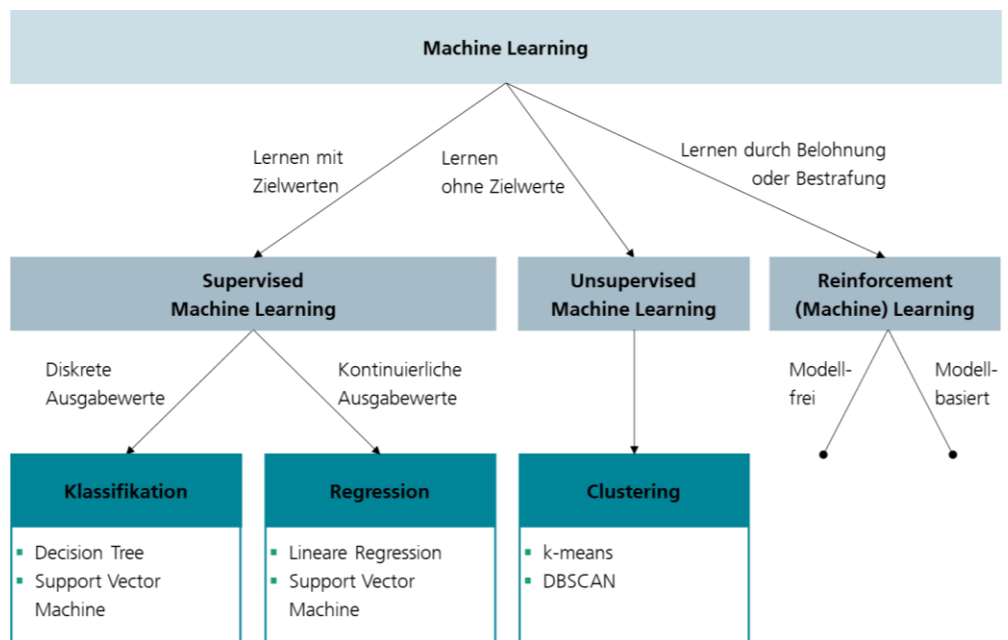 Machine Learning
Lernen mit
Zielwerten
Lernen
ohne Zielwerte
Lernen durch Belohnung
oder Bestrafung
Supervised
Machine Learning
Unsupervised
Machine Learning
Reinforcement
(Machine) Learning
Diskrete
Ausgabewerte
Kontinuierliche
Ausgabewerte
Modell-
frei
Modell-
basiert
Klassifikation
▪ Decision Tree
▪ Support Vector
Machine
Regression
▪ Lineare Regression
▪ Support Vector
Machine
Clustering
▪ k-means
▪ DBSCAN